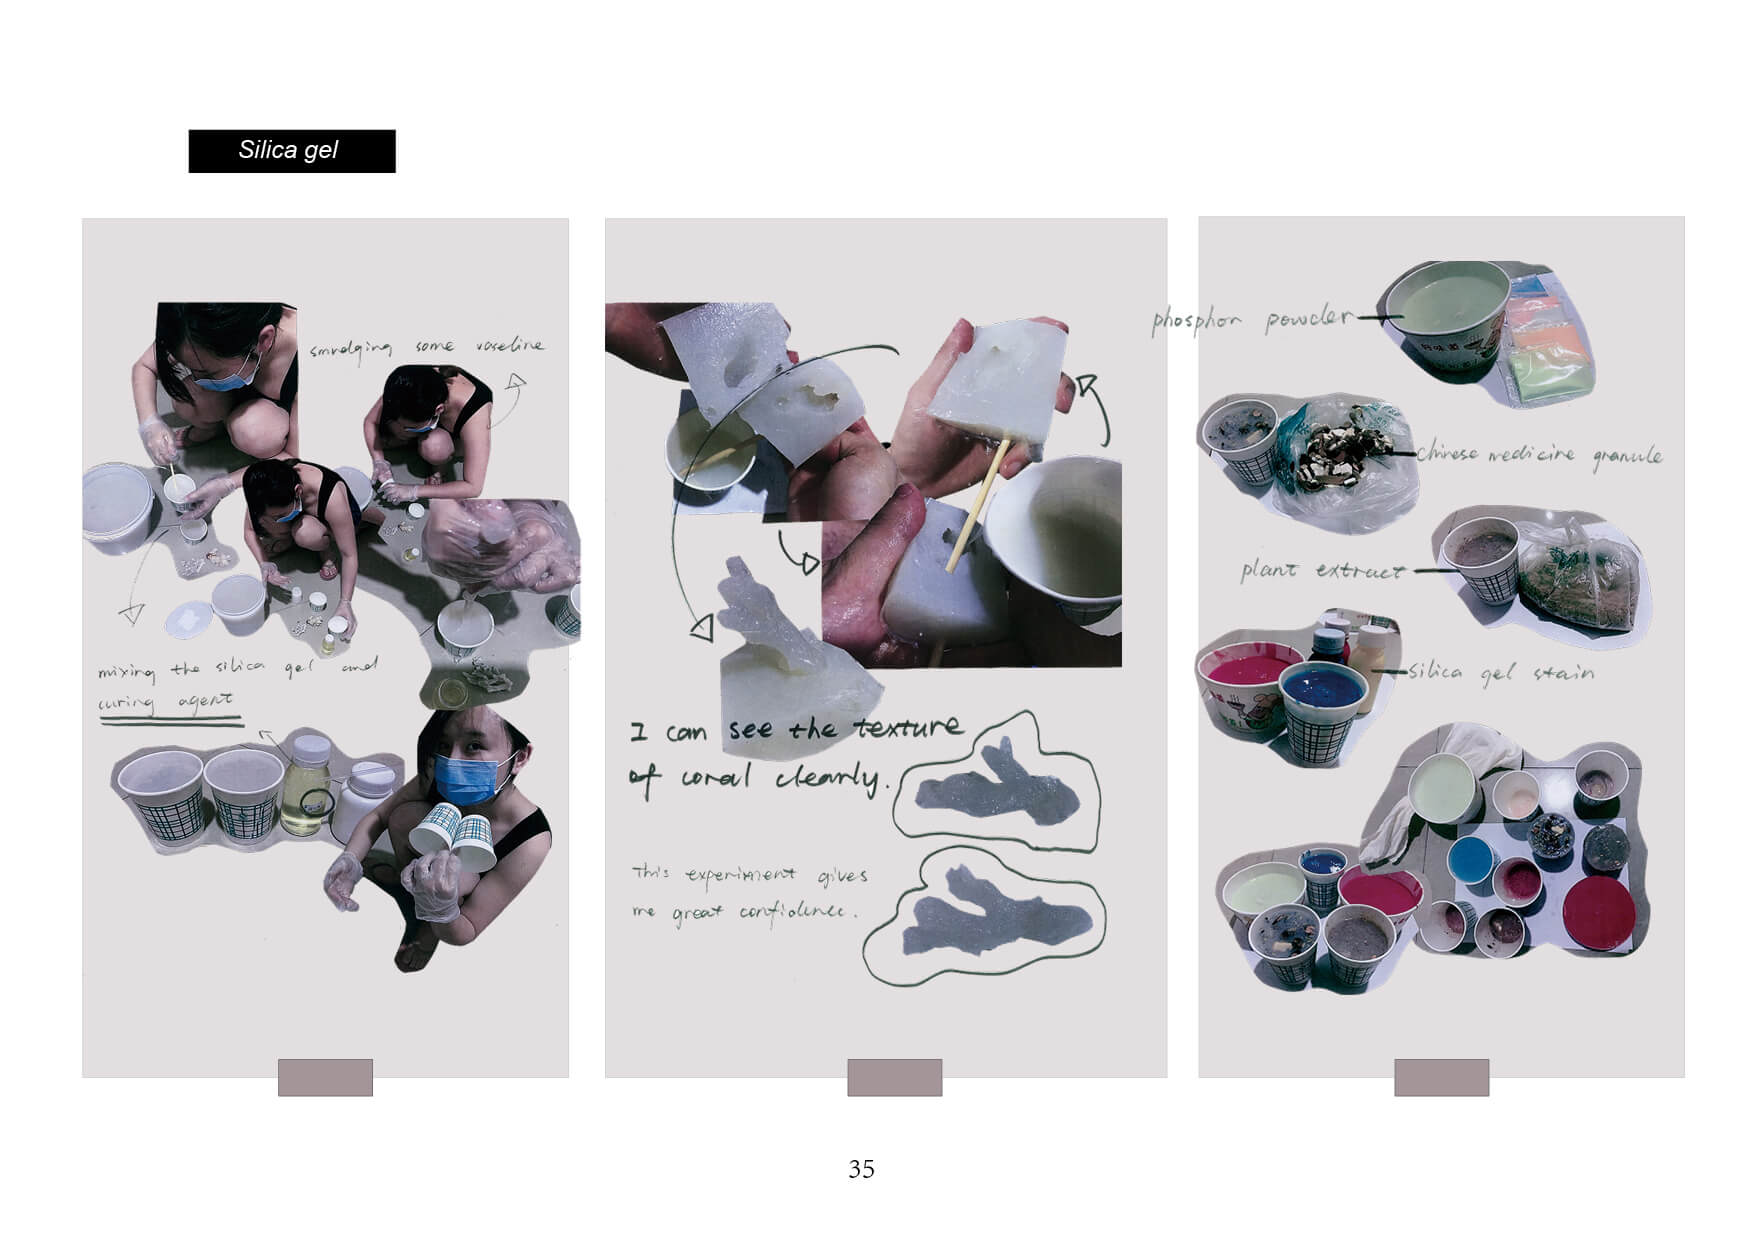 Silica gel
smudging some vaseline
mixing the silica gel and
curing agent
I can see the texture
of coral clearly.
This experiment gives
me great confidence.
phosphor powder
chinese medicine granule
plant extract
silica gel stain
35